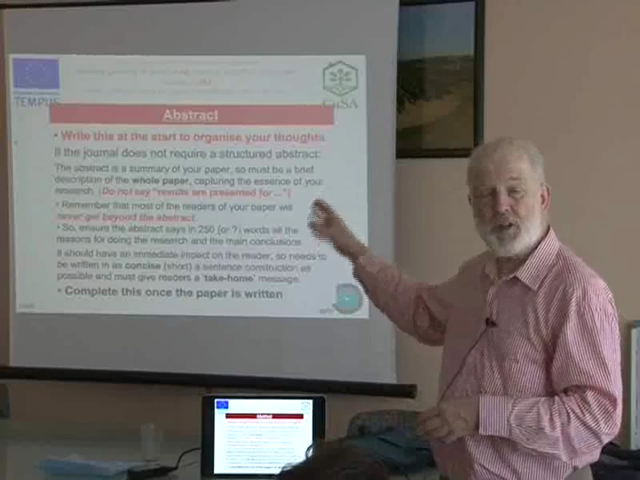 TEMPUS
CaSA
Abstract
• Write this at the start to organise your thoughts
If the journal does not require a structured abstract:
The abstract is a summary of your paper, so must be a brief
description of the whole paper, capturing the essence of your
research. (Do not say "results are presented for ..." )
• Remember that most of the readers of your paper will
never get beyond the abstract.
• So, ensure the abstract says in 250 (or ?) words all the
reasons for doing the research and the main conclusions
It should have an immediate impact on the reader, so needs to
be written in as concise (short) a sentence construction as
possible and must give readers a 'take-home' message.
• Complete this once the paper is written
Abstract